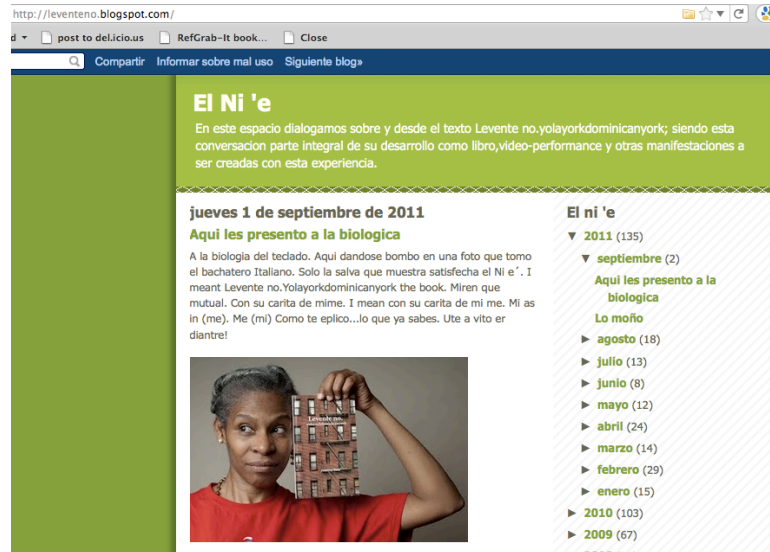 http://leventeno.blogspot.com/
d ▾ post to del.icio.us RefGrab-It book... Close
Compartir Informar sobre mal uso Siguiente blog»
El Ni 'e
En este espacio dialogamos sobre y desde el texto Levente no.yolayorkdominicanyork; siendo esta
conversacion parte integral de su desarrollo como libro,video-performance y otras manifestaciones a
ser creadas con esta experiencia.
jueves 1 de septiembre de 2011
Aqui les presento a la biologica
A la biologia del teclado. Aqui dandose bombo en una foto que tomo
el bachatero Italiano. Solo la salva que muestra satisfecha el Ni e´. I
meant Levente no.Yolayorkdominicanyork the book. Miren que
mutual. Con su carita de mime. I mean con su carita de mi me. Mi as
in (me). Me (mi) Como te eplico...lo que ya sabes. Ute a vito er
diantre!
Levente no.
El ni 'e
▼ 2011 (135)
▼ septiembre (2)
Aqui les presento a la
biologica
Lo moño
► agosto (18)
► julio (13)
► junio (8)
► mayo (12)
► abril (24)
► marzo (14)
► febrero (29)
► enero (15)
► 2010 (103)
► 2009 (67)